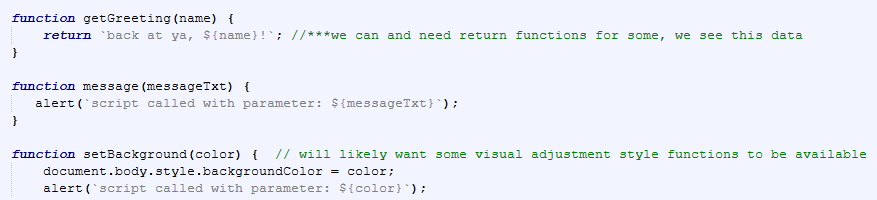 function getGreeting(name) {
    return `back at ya, ${name}!`; //***we can and need return functions for some, we see this data
}
function message(messageTxt) {
   alert(`script called with parameter: ${messageTxt}`);
}
function setBackground(color) {  // will likely want some visual adjustment style functions to be available
    document.body.style.backgroundColor = color;
    alert(`script called with parameter: ${color}`);